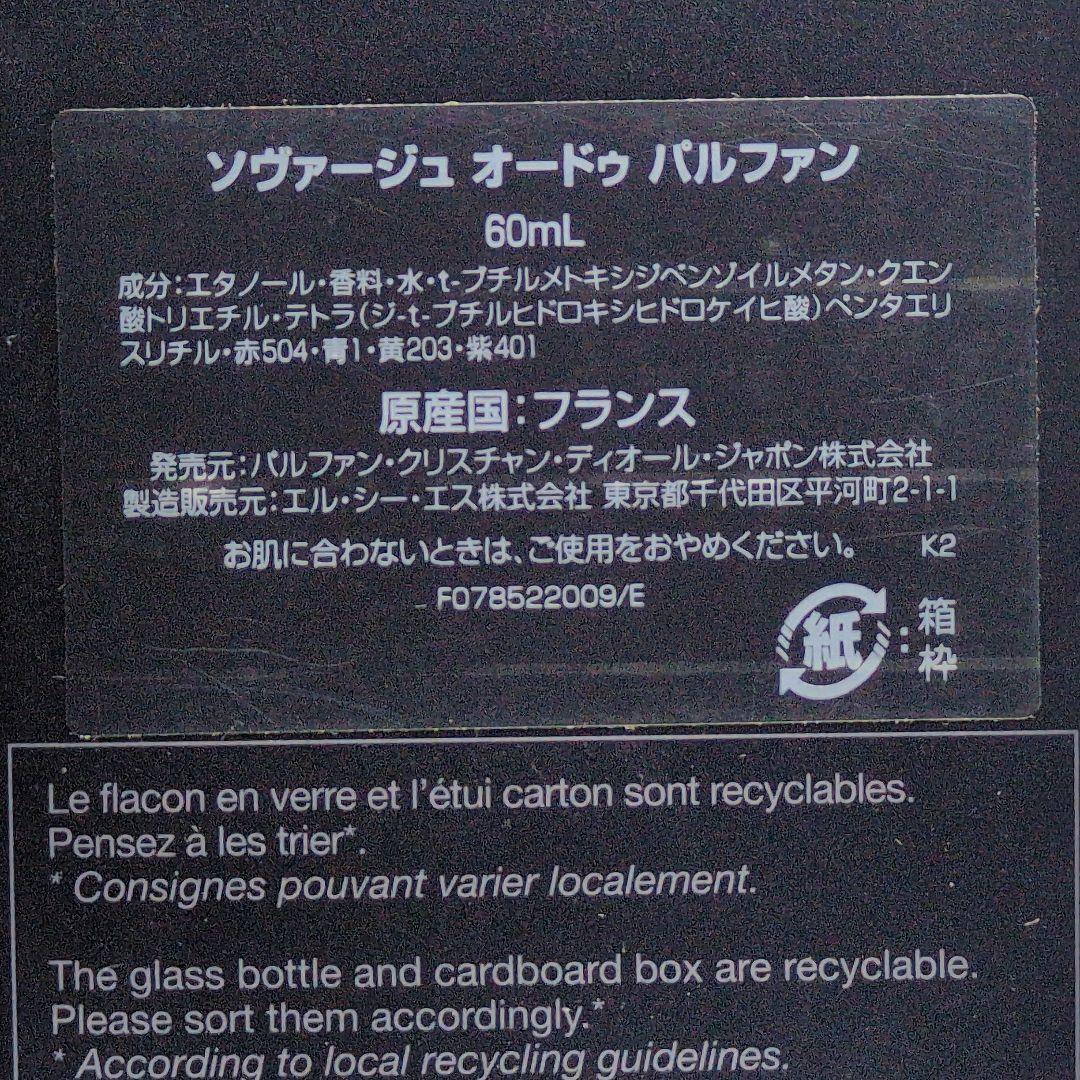 ソヴァージュ オードゥ パルファン
60mL
成分:エタノール・香料・水・t-ブチルメトキシジベンゾイルメタン・クエン
酸トリエチル・テトラ(ジ-t-ブチルヒドロキシヒドロケイヒ酸)ペンタエリ
スリチル・赤504・青1・黄203・紫401
原産国:フランス
発売元:パルファン・クリスチャン・ディオール・ジャポン株式会社
製造販売元:エル・シー・エス株式会社 東京都千代田区平河町2-1-1
お肌に合わないときは、ご使用をおやめください。 K2
F078522009/E
紙 : 箱
枠
Le flacon en verre et l'étui carton sont recyclables.
Pensez à les trier*.
* Consignes pouvant varier localement.
The glass bottle and cardboard box are recyclable.
Please sort them accordingly.*
* According to local recycling guidelines.